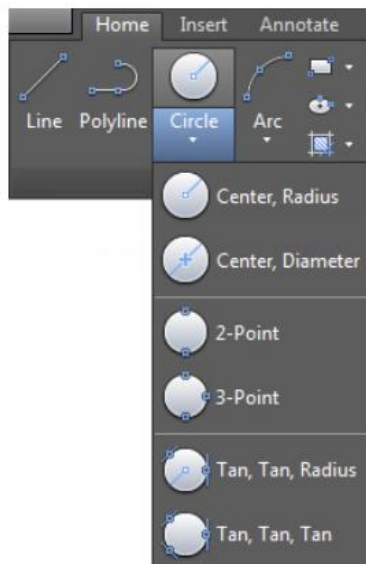 Home Insert Annotate
Line Polyline Circle Arc
Center, Radius
Center, Diameter
2-Point
3-Point
Tan, Tan, Radius
Tan, Tan, Tan